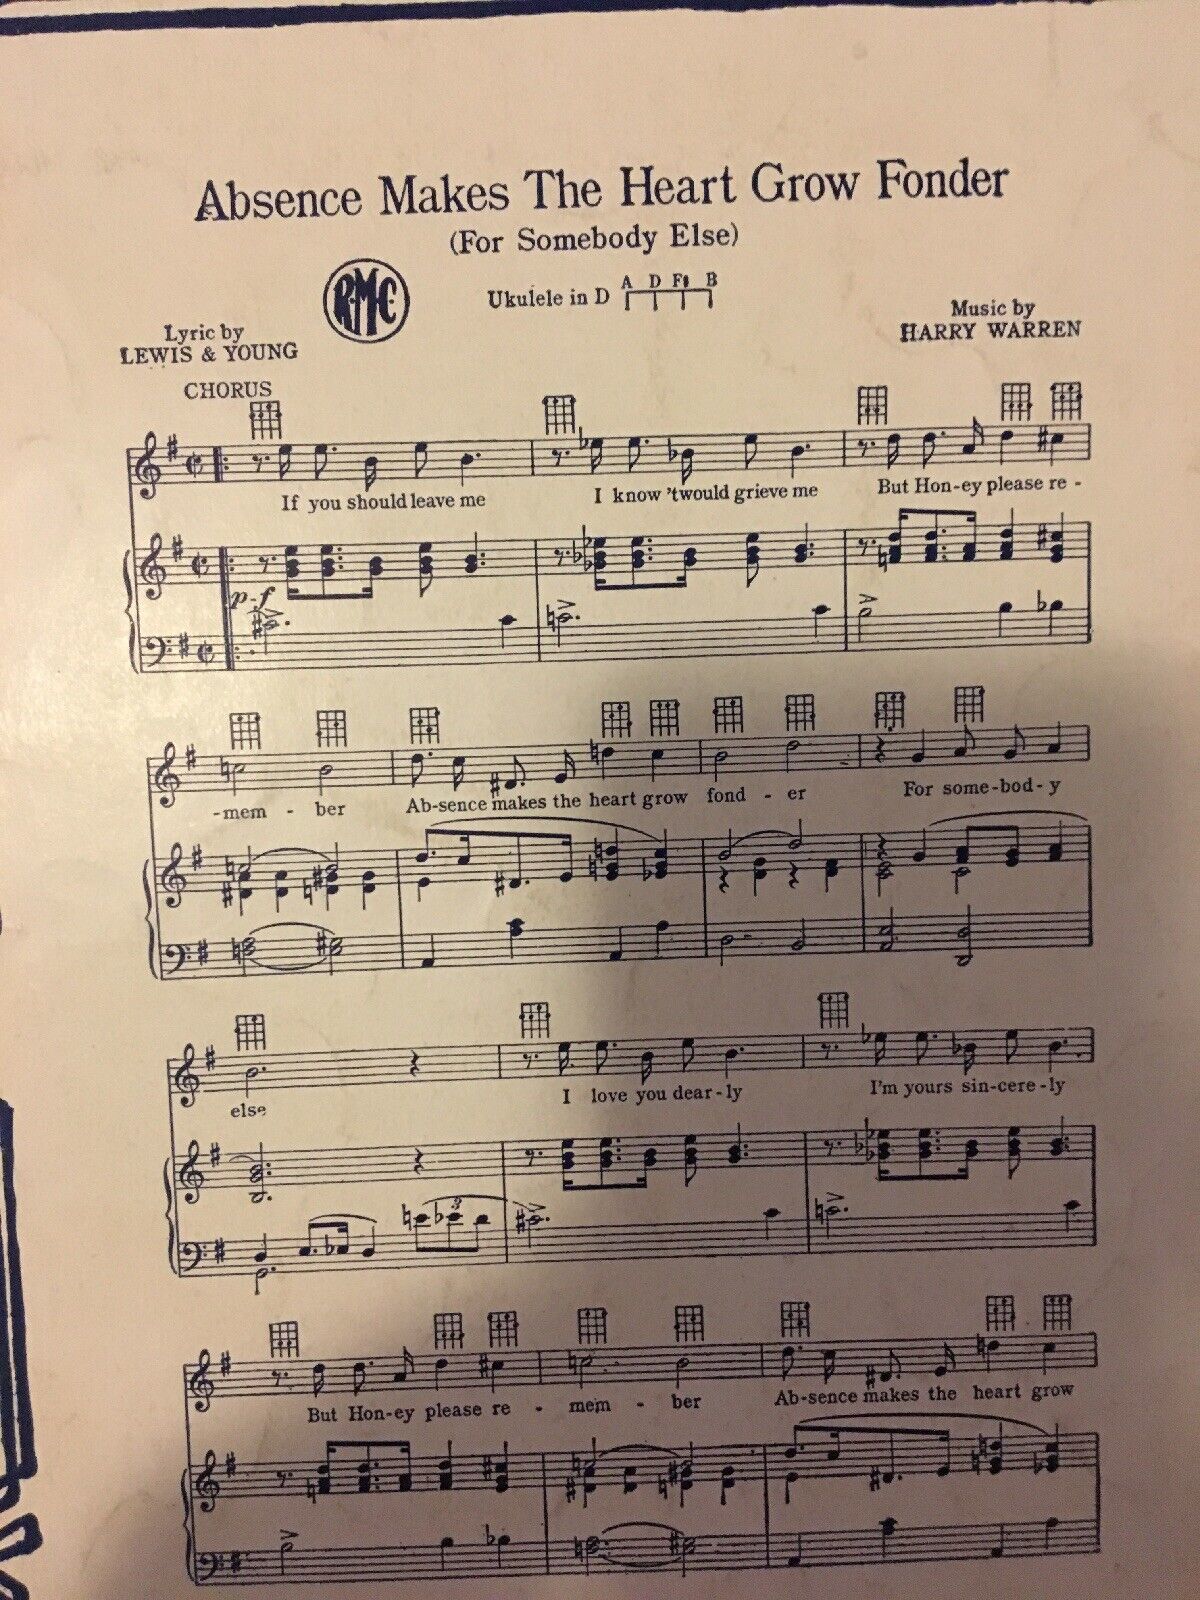 Absence Makes The Heart Grow Fonder
(For Somebody Else)
R·M·C·
Ukulele in D A D F♯ B
Lyric by
LEWIS & YOUNG
Music by
HARRY WARREN
CHORUS
If you should leave me I know 'twould grieve me But Hon-ey please re -
p-f
-mem - ber Ab-sence makes the heart grow fond - er For some-bod-y
else I love you dear-ly I'm yours sin-cere-ly
3
But Hon-ey please re - mem - ber Ab-sence makes the heart grow